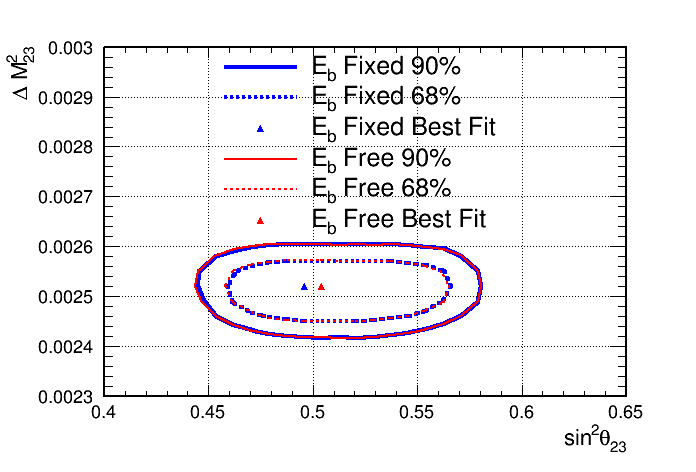 Δ M²₂₃
0.003
0.0029
0.0028
0.0027
0.0026
0.0025
0.0024
0.0023
E_b Fixed 90%
E_b Fixed 68%
E_b Fixed Best Fit
E_b Free 90%
E_b Free 68%
E_b Free Best Fit
0.4 0.45 0.5 0.55 0.6 0.65
sin²θ₂₃